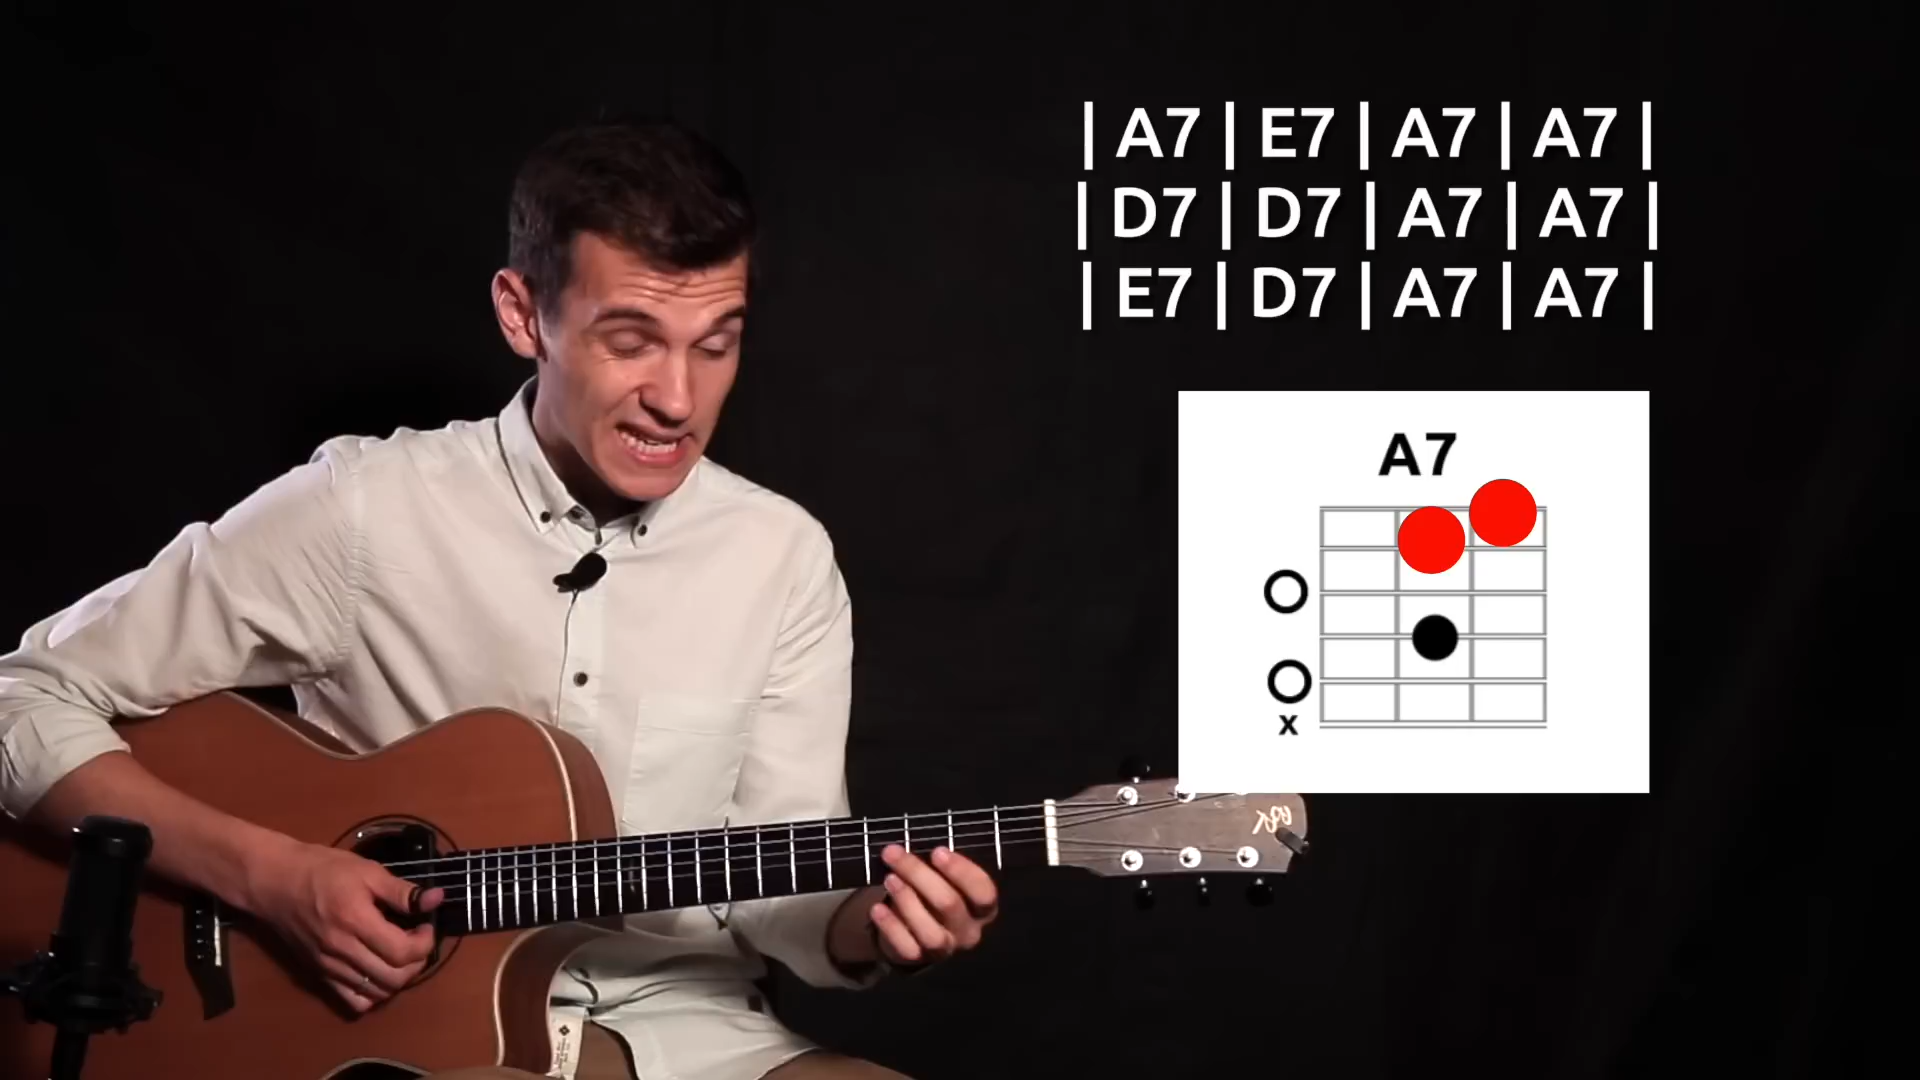 | A7 | E7 | A7 | A7 |
| D7 | D7 | A7 | A7 |
| E7 | D7 | A7 | A7 |
A7
x